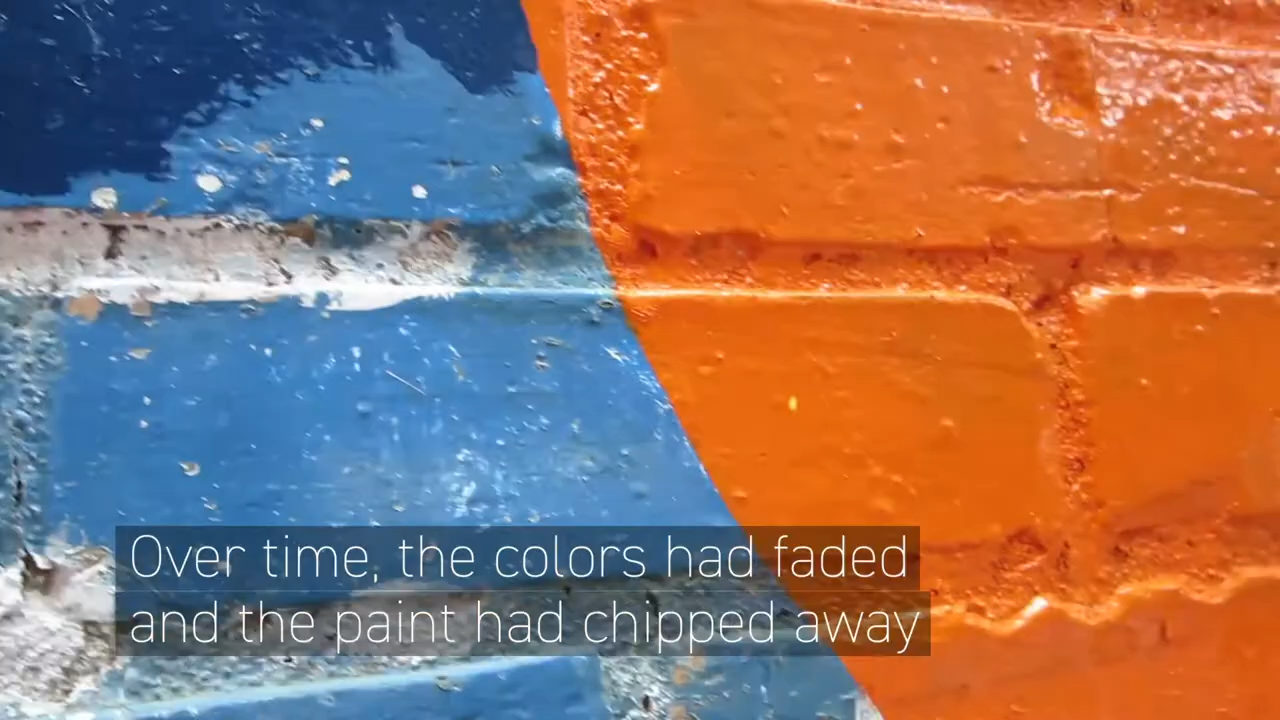 Over time, the colors had faded
and the paint had chipped away